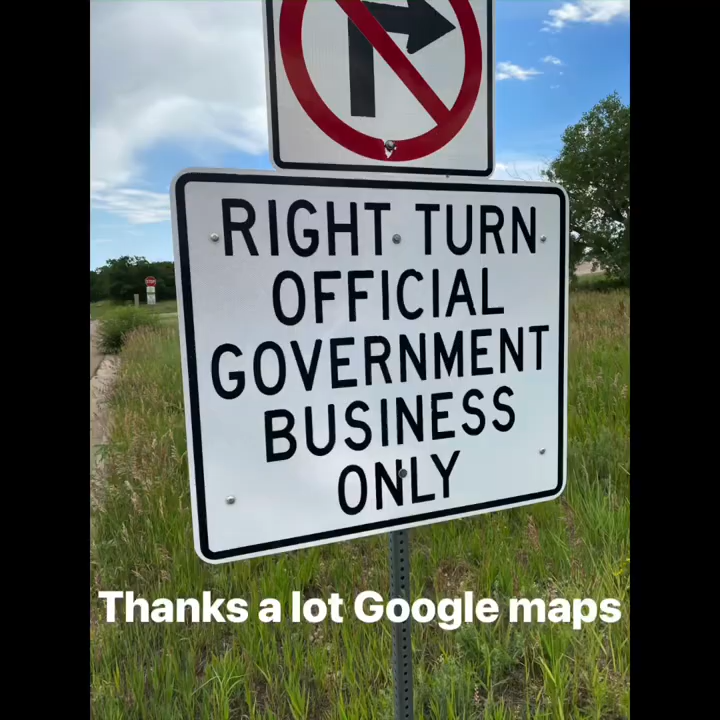 RIGHT TURN
OFFICIAL
GOVERNMENT
BUSINESS
ONLY
Thanks a lot Google maps